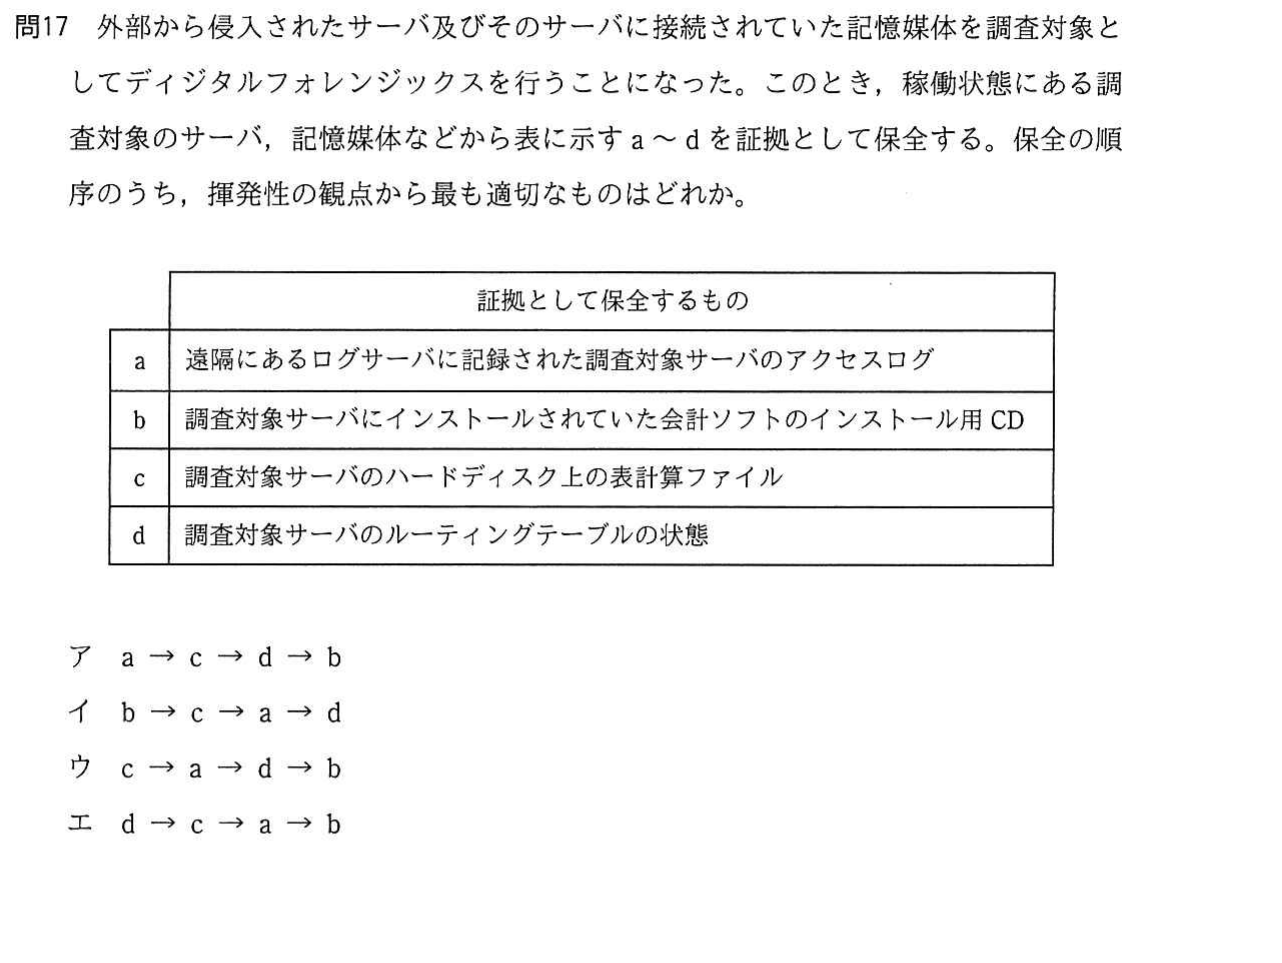 問17 外部から侵入されたサーバ及びそのサーバに接続されていた記憶媒体を調査対象と
してディジタルフォレンジックスを行うことになった。このとき，稼働状態にある調
査対象のサーバ，記憶媒体などから表に示す a ～ d を証拠として保全する。保全の順
序のうち，揮発性の観点から最も適切なものはどれか。
証拠として保全するもの
a 遠隔にあるログサーバに記録された調査対象サーバのアクセスログ
b 調査対象サーバにインストールされていた会計ソフトのインストール用 CD
c 調査対象サーバのハードディスク上の表計算ファイル
d 調査対象サーバのルーティングテーブルの状態
ア a → c → d → b
イ b → c → a → d
ウ c → a → d → b
エ d → c → a → b